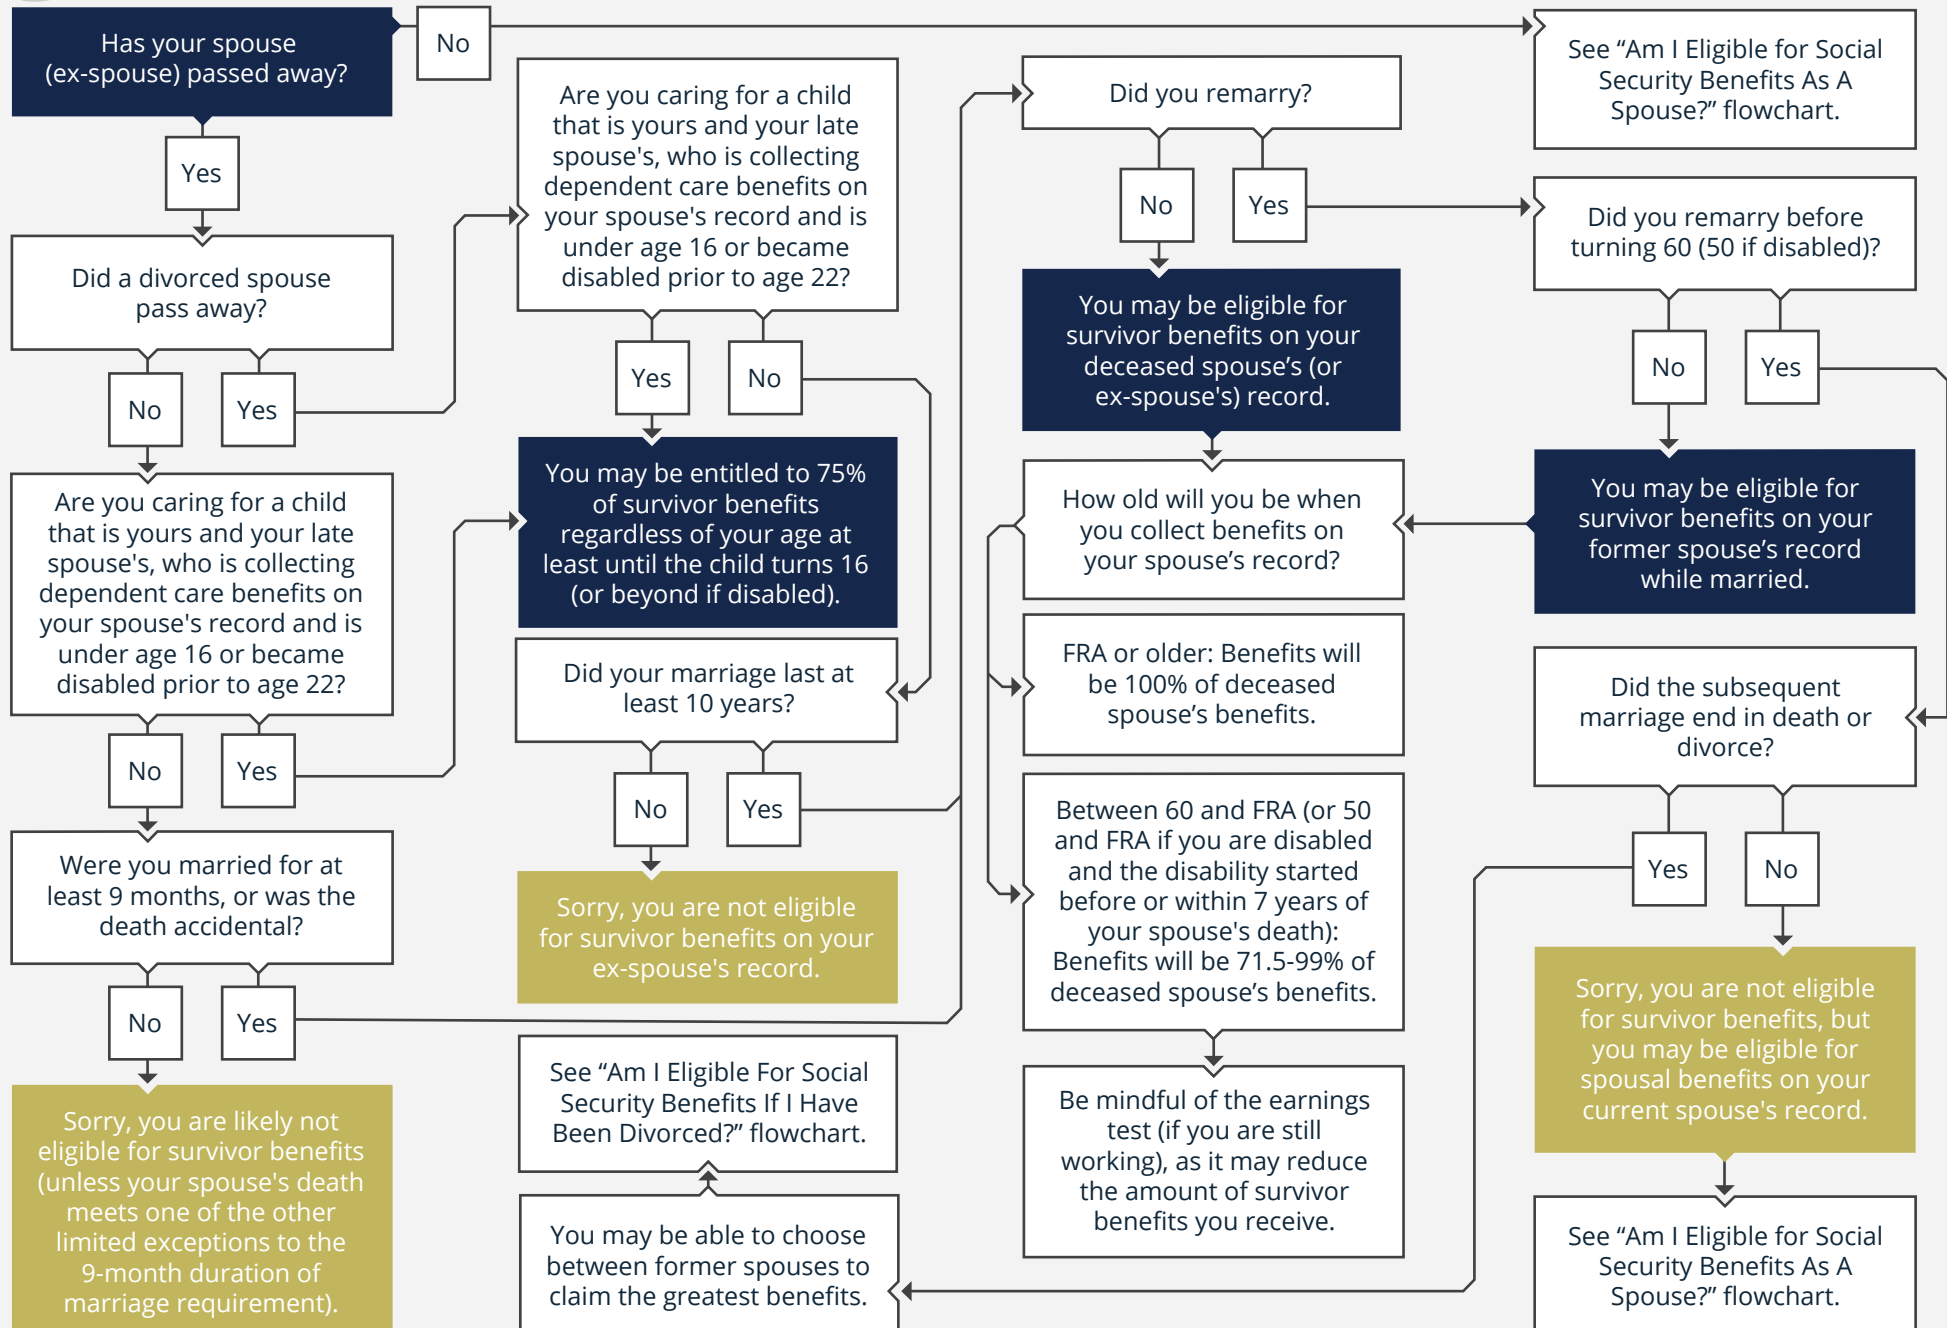 Has your spouse
(ex-spouse) passed away?
No
Yes
Did a divorced spouse
pass away?
No
Yes
Are you caring for a child
that is yours and your late
spouse's, who is collecting
dependent care benefits on
your spouse's record and is
under age 16 or became
disabled prior to age 22?
No
Yes
Were you married for at
least 9 months, or was the
death accidental?
No
Yes
Sorry, you are likely not
eligible for survivor benefits
(unless your spouse's death
meets one of the other
limited exceptions to the
9-month duration of
marriage requirement).
Are you caring for a child
that is yours and your late
spouse's, who is collecting
dependent care benefits on
your spouse's record and is
under age 16 or became
disabled prior to age 22?
Yes
No
You may be entitled to 75%
of survivor benefits
regardless of your age at
least until the child turns 16
(or beyond if disabled).
Did your marriage last at
least 10 years?
No
Yes
Sorry, you are not eligible
for survivor benefits on your
ex-spouse's record.
See “Am I Eligible For Social
Security Benefits If I Have
Been Divorced?” flowchart.
You may be able to choose
between former spouses to
claim the greatest benefits.
Did you remarry?
No
Yes
You may be eligible for
survivor benefits on your
deceased spouse’s (or
ex-spouse's) record.
How old will you be when
you collect benefits on
your spouse’s record?
FRA or older: Benefits will
be 100% of deceased
spouse’s benefits.
Between 60 and FRA (or 50
and FRA if you are disabled
and the disability started
before or within 7 years of
your spouse's death):
Benefits will be 71.5-99% of
deceased spouse’s benefits.
Be mindful of the earnings
test (if you are still
working), as it may reduce
the amount of survivor
benefits you receive.
See “Am I Eligible for Social
Security Benefits As A
Spouse?” flowchart.
Did you remarry before
turning 60 (50 if disabled)?
No
Yes
You may be eligible for
survivor benefits on your
former spouse’s record
while married.
Did the subsequent
marriage end in death or
divorce?
Yes
No
Sorry, you are not eligible
for survivor benefits, but
you may be eligible for
spousal benefits on your
current spouse's record.
See “Am I Eligible for Social
Security Benefits As A
Spouse?” flowchart.